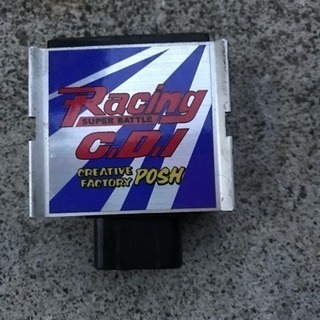 Racing
SUPER BATTLE
C.D.I
CREATIVE
FACTORY POSH